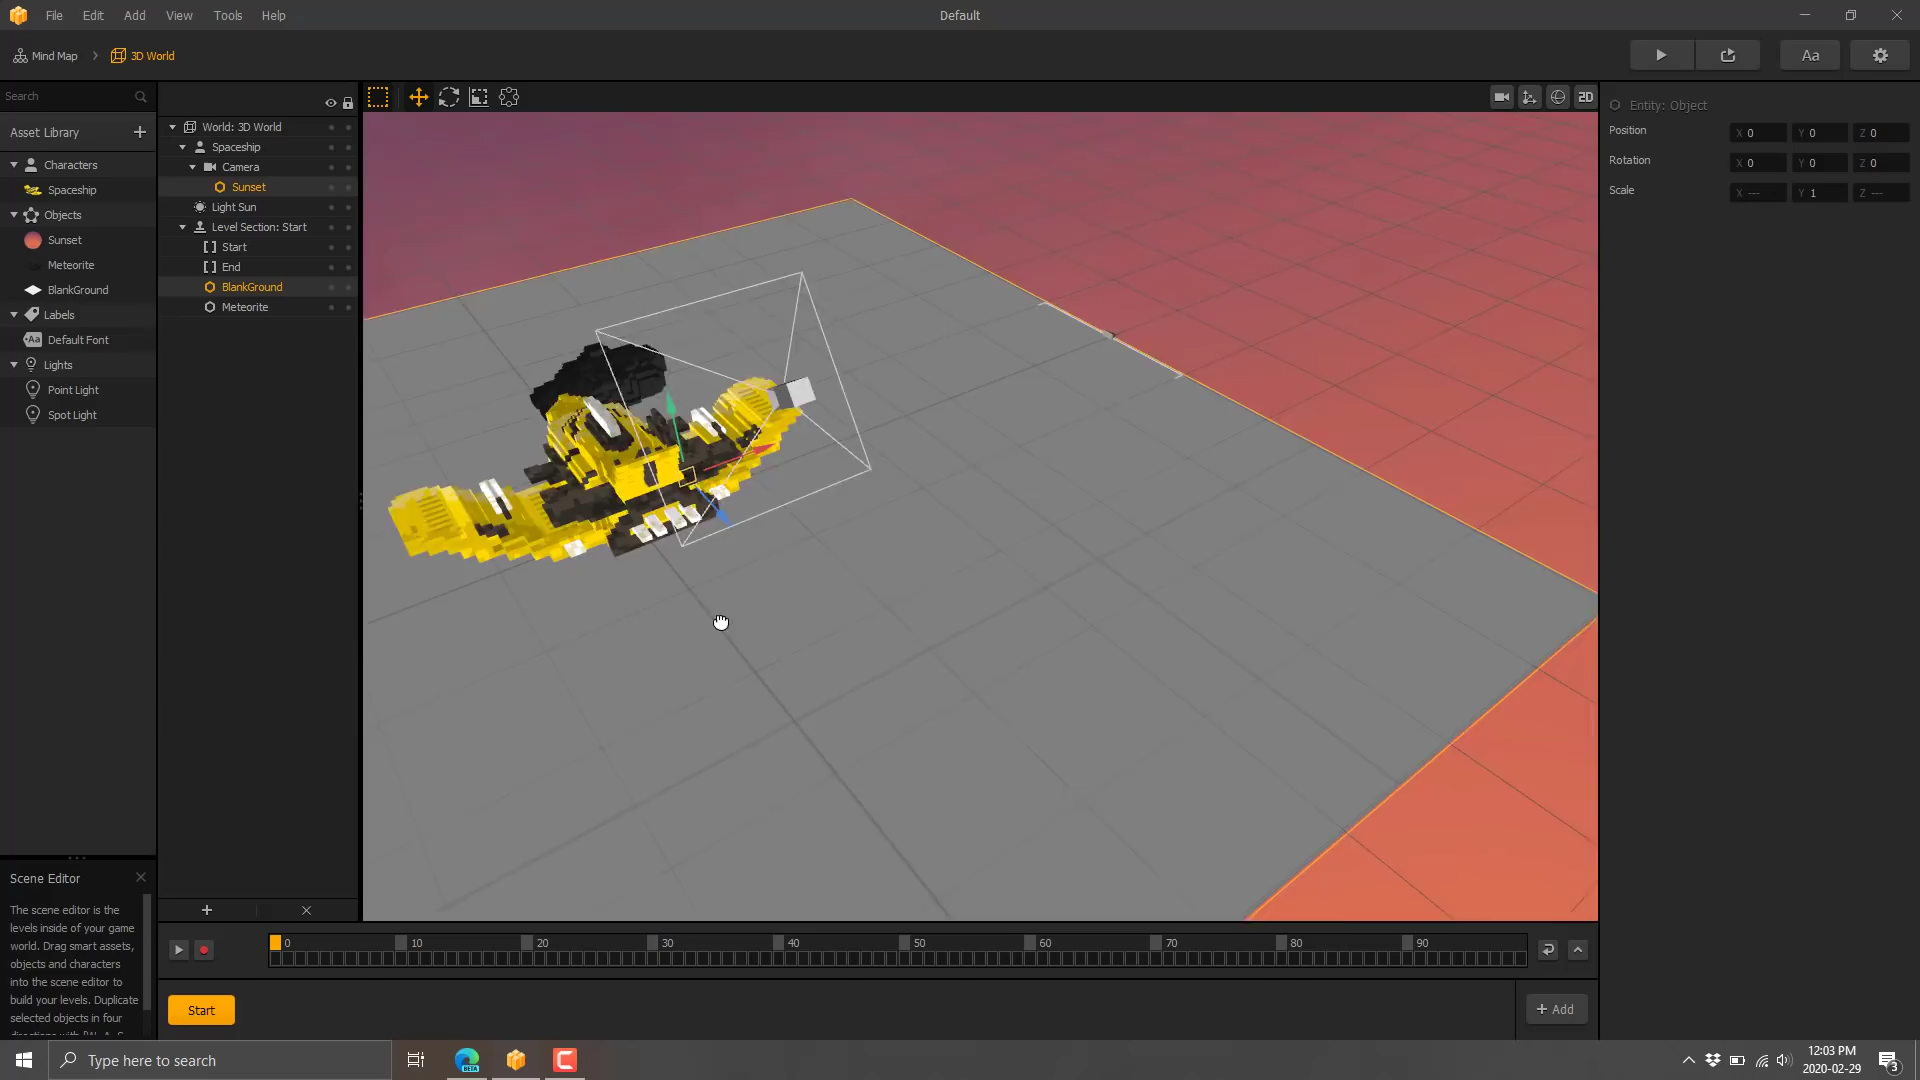 File Edit Add View Tools Help
Default
Mind Map > 3D World
Aa
Search
Asset Library +
Characters
Spaceship
Objects
Sunset
Meteorite
BlankGround
Labels
Aa Default Font
Lights
Point Light
Spot Light
World: 3D World
Spaceship
Camera
Sunset
Light Sun
Level Section: Start
[ ] Start
[ ] End
BlankGround
Meteorite
2D
Entity: Object
Position X 0 Y 0 Z 0
Rotation X 0 Y 0 Z 0
Scale X --- Y 1 Z ---
Scene Editor
The scene editor is the
levels inside of your game
world. Drag smart assets,
objects and characters
into the scene editor to
build your levels. Duplicate
selected objects in four
0 10 20 30 40 50 60 70 80 90
Start
+ Add
Type here to search
BETA
12:03 PM
2020-02-29
3